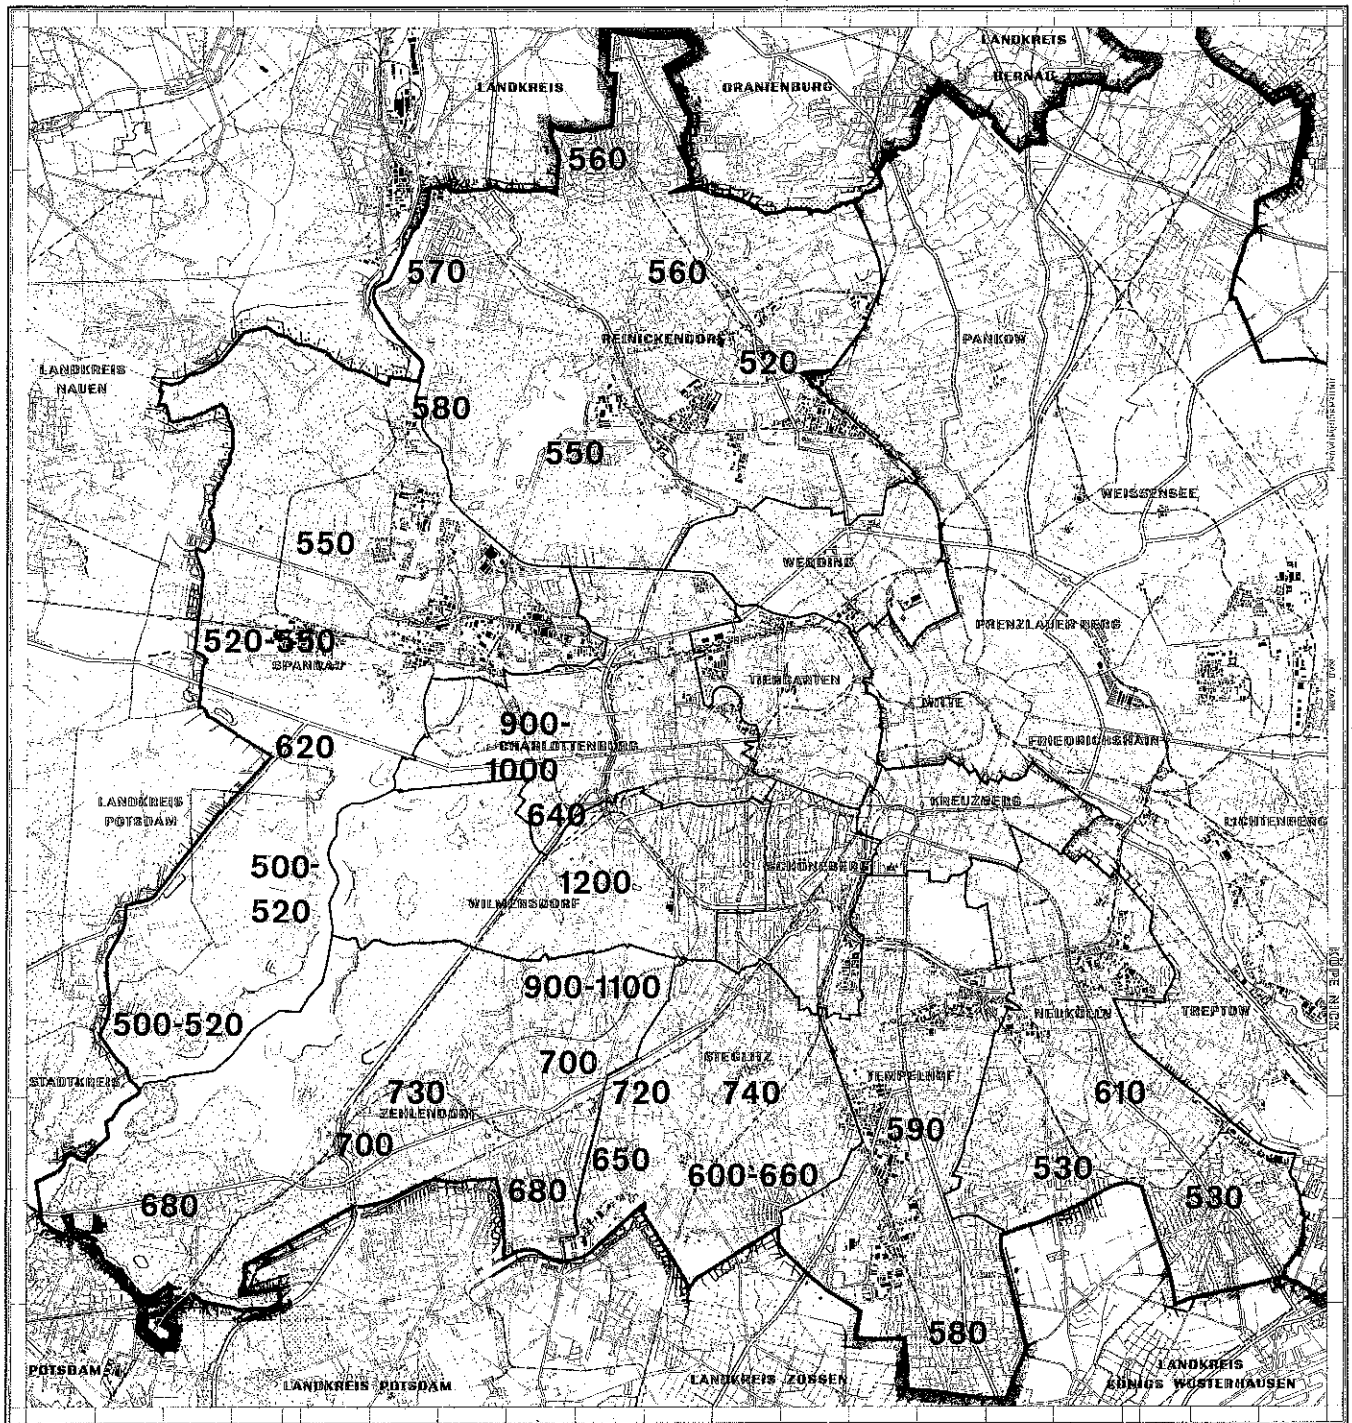 LANDKREIS
BERNAU
LANDKREIS
ORANIENBURG
560
570
560
REINICKENDORF
520
PANKOW
LANDKREIS
NAUEN
580
550
WEISSENSEE
550
WEDDING
520-550
SPANDAU
PRENZLAUER BERG
TIERGARTEN
MITTE
900-
CHARLOTTENBURG
1000
620
FRIEDRICHSHAIN
LANDKREIS
POTSDAM
640
KREUZBERG
LICHTENBERG
500-
520
1200
WILMERSDORF
SCHÖNEBERG
900-1100
500-520
NEUKÖLLN
TREPTOW
KÖPENICK
STADTKREIS
700
STEGLITZ
TEMPELHOF
730
ZEHLENDORF
720
740
610
700
590
650
600-660
530
680
680
530
580
POTSDAM
LANDKREIS POTSDAM
LANDKREIS ZOSSEN
LANDKREIS
KÖNIGS WUSTERHAUSEN